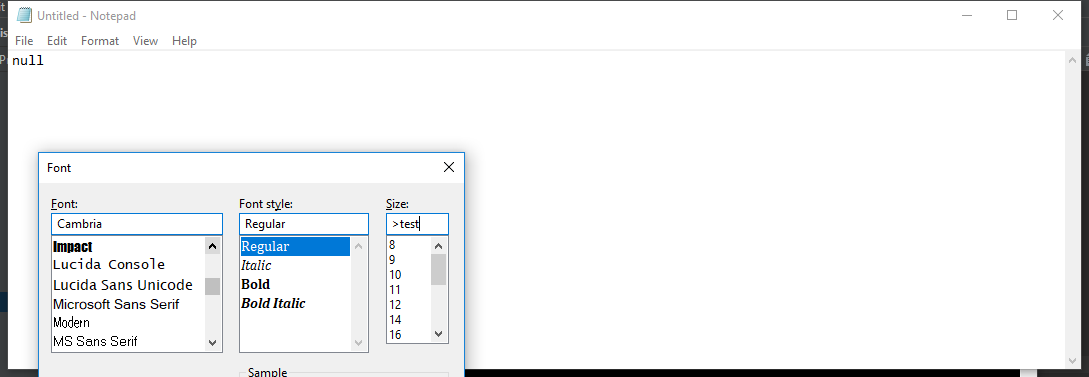 Untitled - Notepad
File Edit Format View Help
null
Font
Font: Font style: Size:
Cambria Regular >test
Impact Regular 8
Lucida Console Italic 9
Lucida Sans Unicode Bold 10
Microsoft Sans Serif Bold Italic 11
Modern 12
MS Sans Serif 14
16
Sample